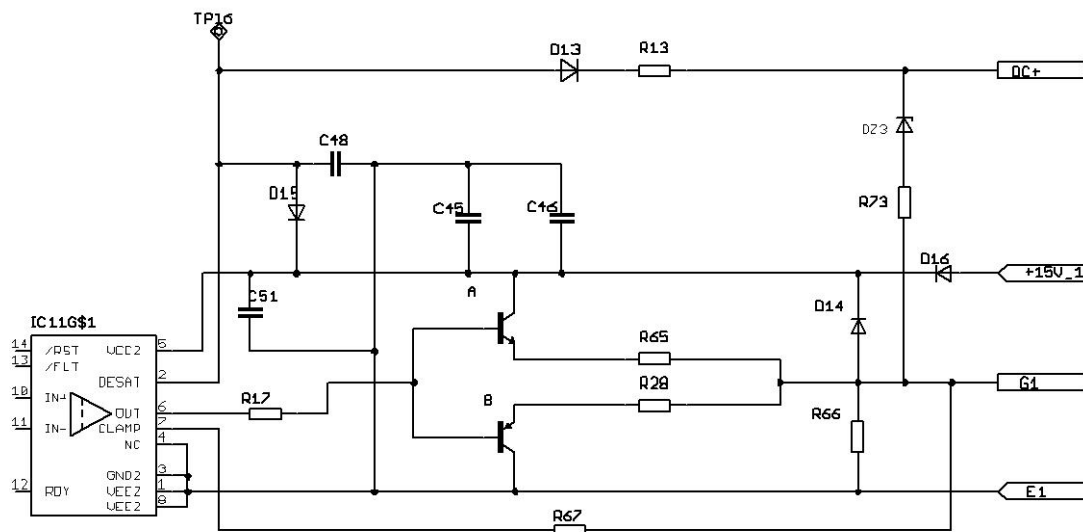 TP16
D13
R13
DC+
DZ3
C48
D15
C45
C46
R73
D16
+15V_1
C51
A
D14
IC11G$1
14
/RST
VCC2
5
13
/FLT
R65
DESAT
2
G1
10
IN+
R28
R17
B
OUT
6
11
IN-
CLAMP
7
R66
NC
4
GND2
3
12
RDY
VEE2
1
E1
VEE2
8
R67